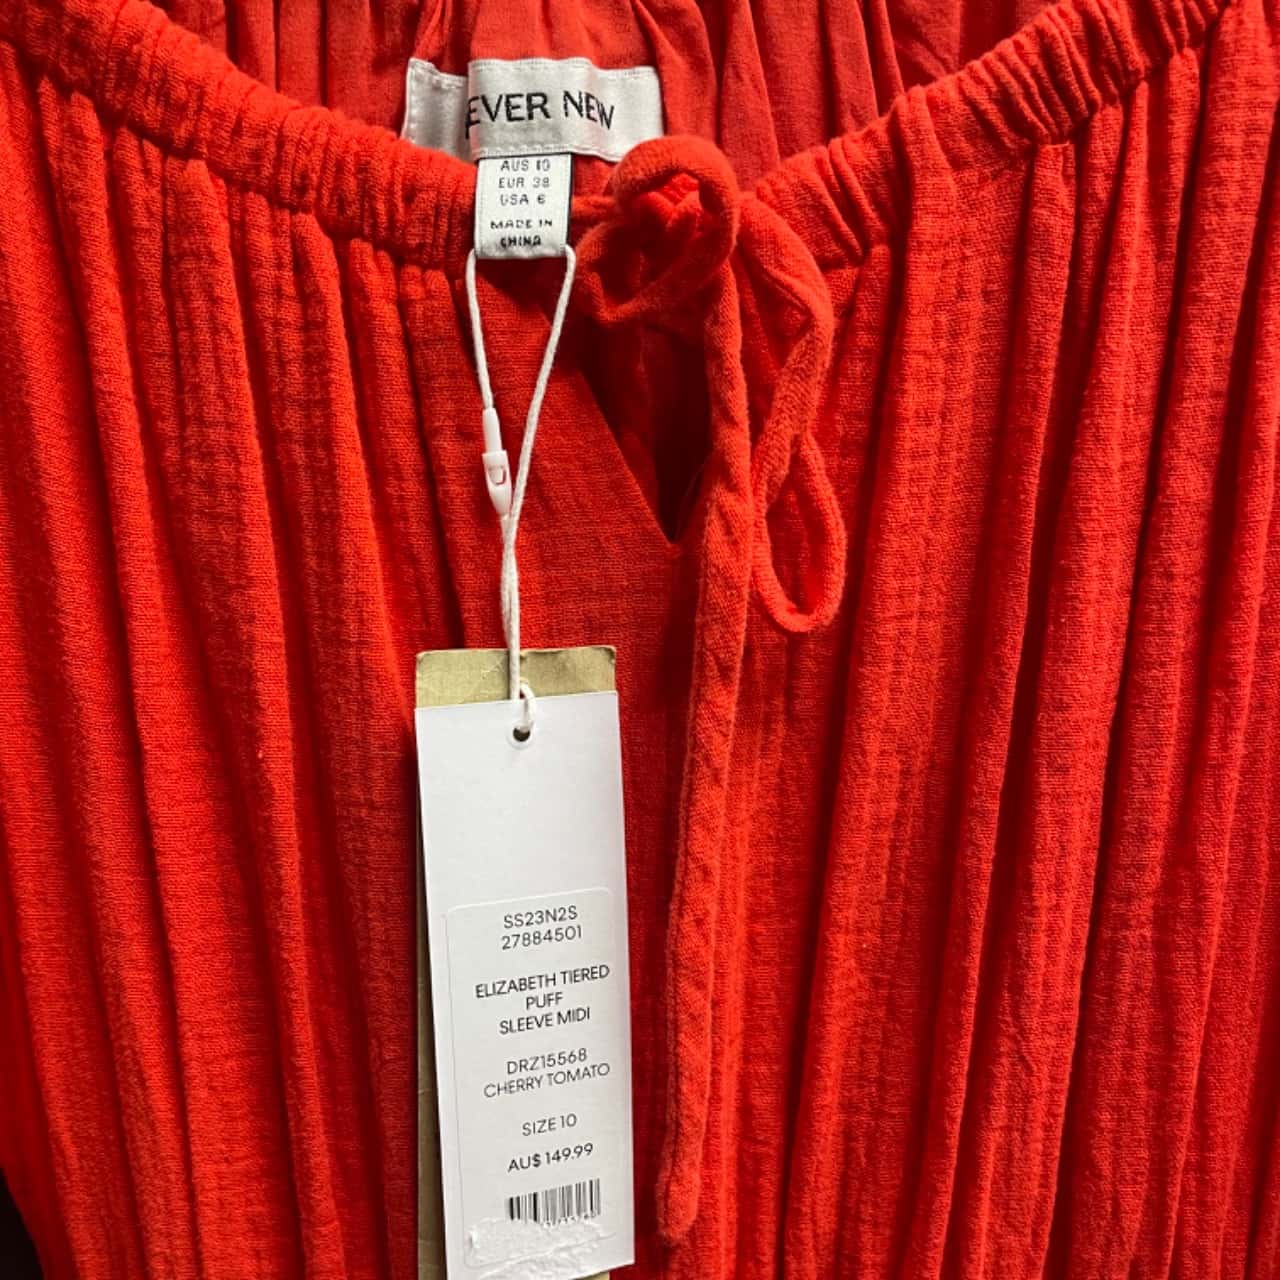 EVER NEW
AUS 10
EUR 38
USA 6
MADE IN
CHINA
SS23N2S
27884501
ELIZABETH TIERED
PUFF
SLEEVE MIDI
DRZ15568
CHERRY TOMATO
SIZE 10
AU$ 149.99